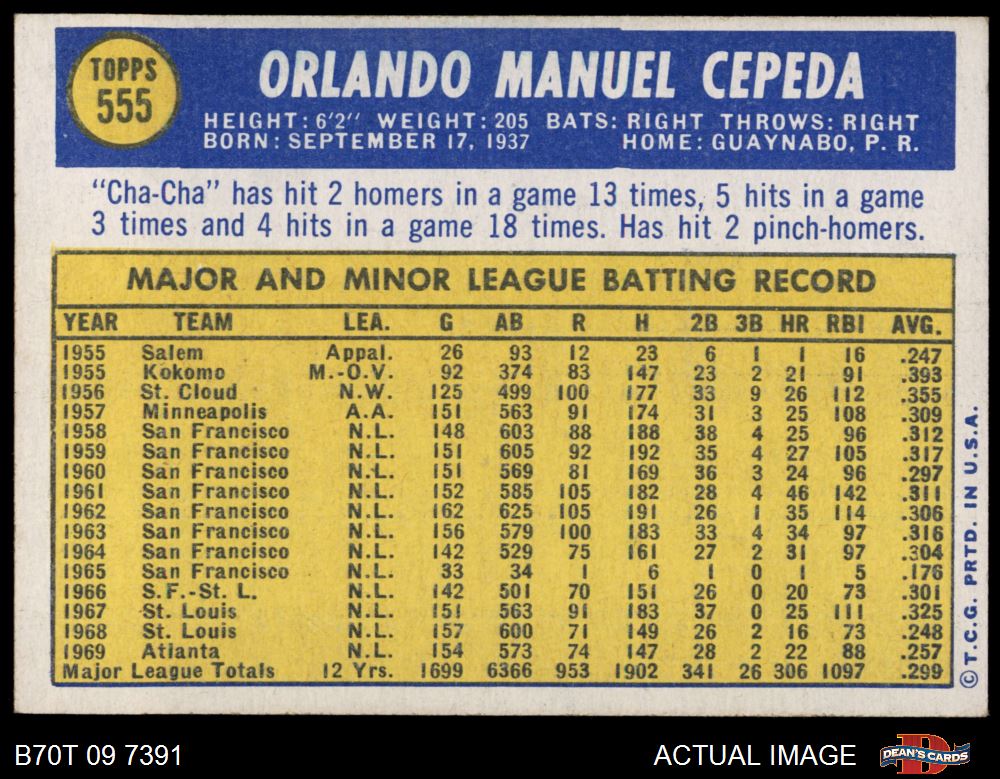 TOPPS
555
ORLANDO MANUEL CEPEDA
HEIGHT: 6'2" WEIGHT: 205 BATS: RIGHT THROWS: RIGHT
BORN: SEPTEMBER 17, 1937 HOME: GUAYNABO, P. R.
"Cha-Cha" has hit 2 homers in a game 13 times, 5 hits in a game
3 times and 4 hits in a game 18 times. Has hit 2 pinch-homers.
MAJOR AND MINOR LEAGUE BATTING RECORD
YEAR TEAM LEA. G AB R H 2B 3B HR RBI AVG.
1955 Salem Appal. 26 93 12 23 6 1 1 16 .247
1955 Kokomo M.-O.V. 92 374 83 147 23 2 21 91 .393
1956 St. Cloud N.W. 125 499 100 177 33 9 26 112 .355
1957 Minneapolis A.A. 151 563 91 174 31 3 25 108 .309
1958 San Francisco N.L. 148 603 88 188 38 4 25 96 .312
1959 San Francisco N.L. 151 605 92 192 35 4 27 105 .317
1960 San Francisco N.L. 151 569 81 169 36 3 24 96 .297
1961 San Francisco N.L. 152 585 105 182 28 4 46 142 .311
1962 San Francisco N.L. 162 625 105 191 26 1 35 114 .306
1963 San Francisco N.L. 156 579 100 183 33 4 34 97 .316
1964 San Francisco N.L. 142 529 75 161 27 2 31 97 .304
1965 San Francisco N.L. 33 34 1 6 1 0 1 5 .176
1966 S.F.-St. L. N.L. 142 501 70 151 26 0 20 73 .301
1967 St. Louis N.L. 151 563 91 183 37 0 25 111 .325
1968 St. Louis N.L. 157 600 71 149 26 2 16 73 .248
1969 Atlanta N.L. 154 573 74 147 28 2 22 88 .257
Major League Totals 12 Yrs. 1699 6366 953 1902 341 26 306 1097 .299
©T.C.G. PRTD. IN U.S.A.
B70T 09 7391 ACTUAL IMAGE
DEAN'S CARDS